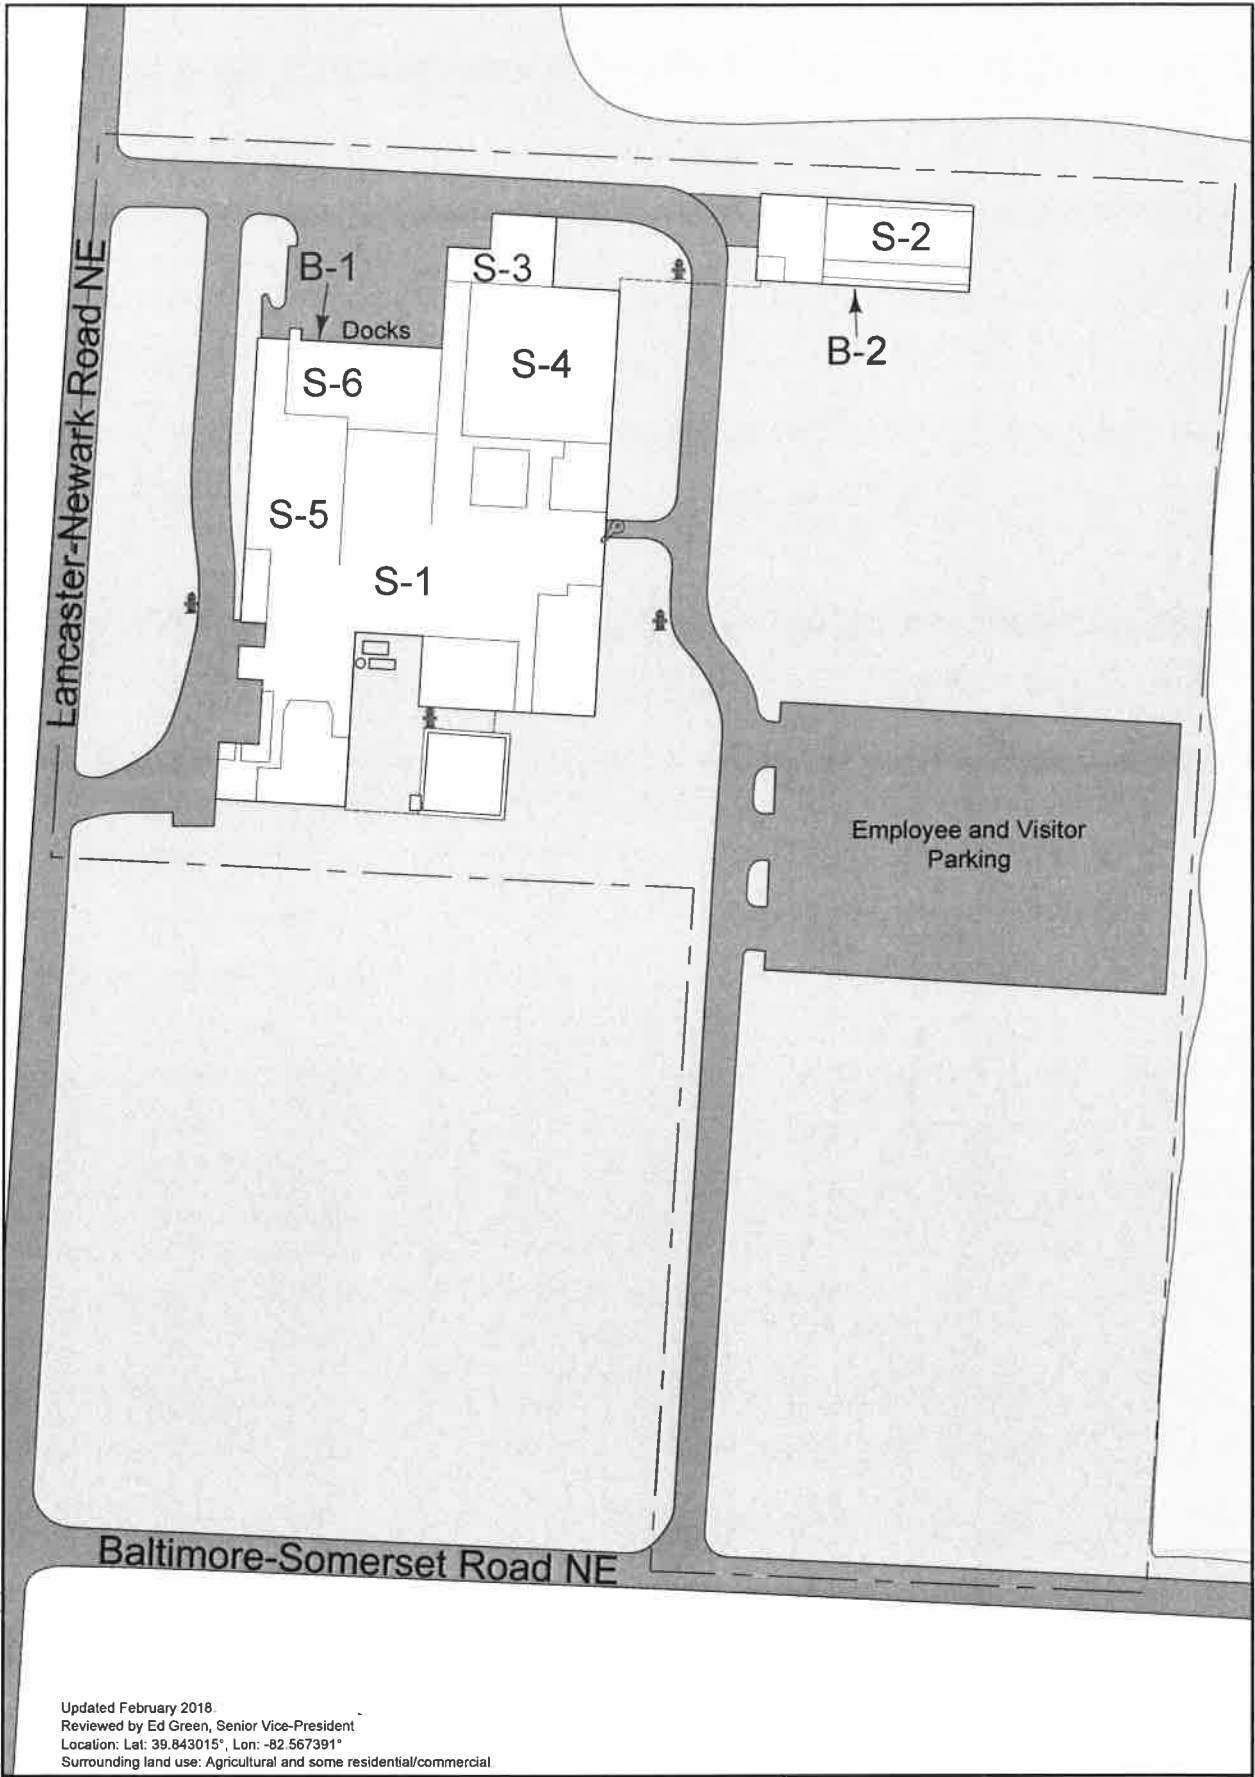 Lancaster-Newark Road NE
B-1
Docks
S-3
S-2
S-4
B-2
S-6
S-5
S-1
Employee and Visitor
Parking
Baltimore-Somerset Road NE
Updated February 2018
Reviewed by Ed Green, Senior Vice-President
Location: Lat: 39.843015°, Lon: -82.567391°
Surrounding land use: Agricultural and some residential/commercial